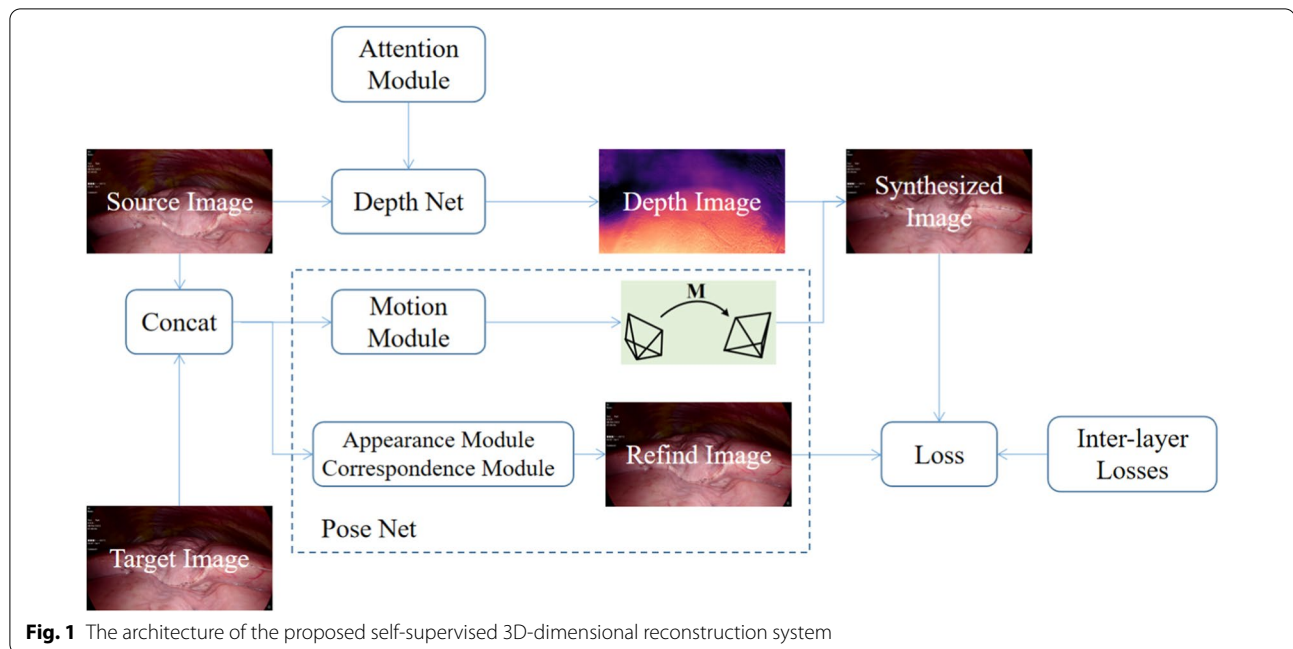 Attention
Module
Source Image
Depth Net
Depth Image
Synthesized
Image
Concat
Motion
Module
M
Appearance Module
Correspondence Module
Refind Image
Loss
Inter-layer
Losses
Target Image
Pose Net
Fig. 1 The architecture of the proposed self-supervised 3D-dimensional reconstruction system